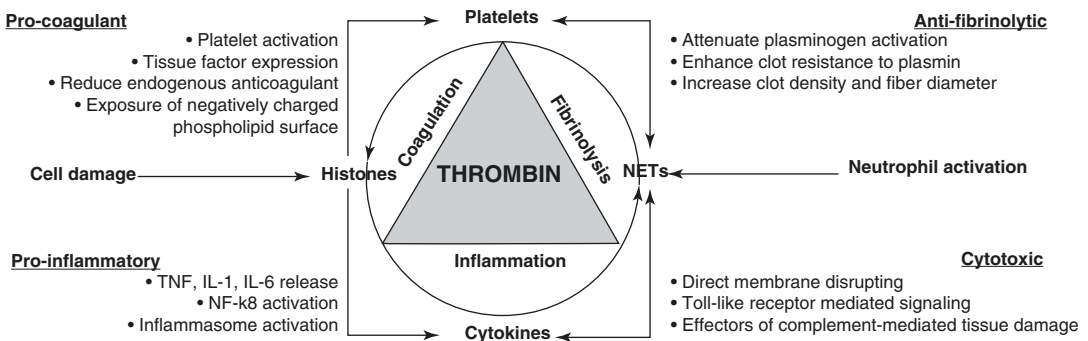 Pro-coagulant
• Platelet activation
• Tissue factor expression
• Reduce endogenous anticoagulant
• Exposure of negatively charged
phospholipid surface
Platelets
Anti-fibrinolytic
• Attenuate plasminogen activation
• Enhance clot resistance to plasmin
• Increase clot density and fiber diameter
Coagulation
Fibrinolysis
Cell damage
Histones
THROMBIN
NETs
Neutrophil activation
Inflammation
Pro-inflammatory
• TNF, IL-1, IL-6 release
• NF-k8 activation
• Inflammasome activation
Cytokines
Cytotoxic
• Direct membrane disrupting
• Toll-like receptor mediated signaling
• Effectors of complement-mediated tissue damage